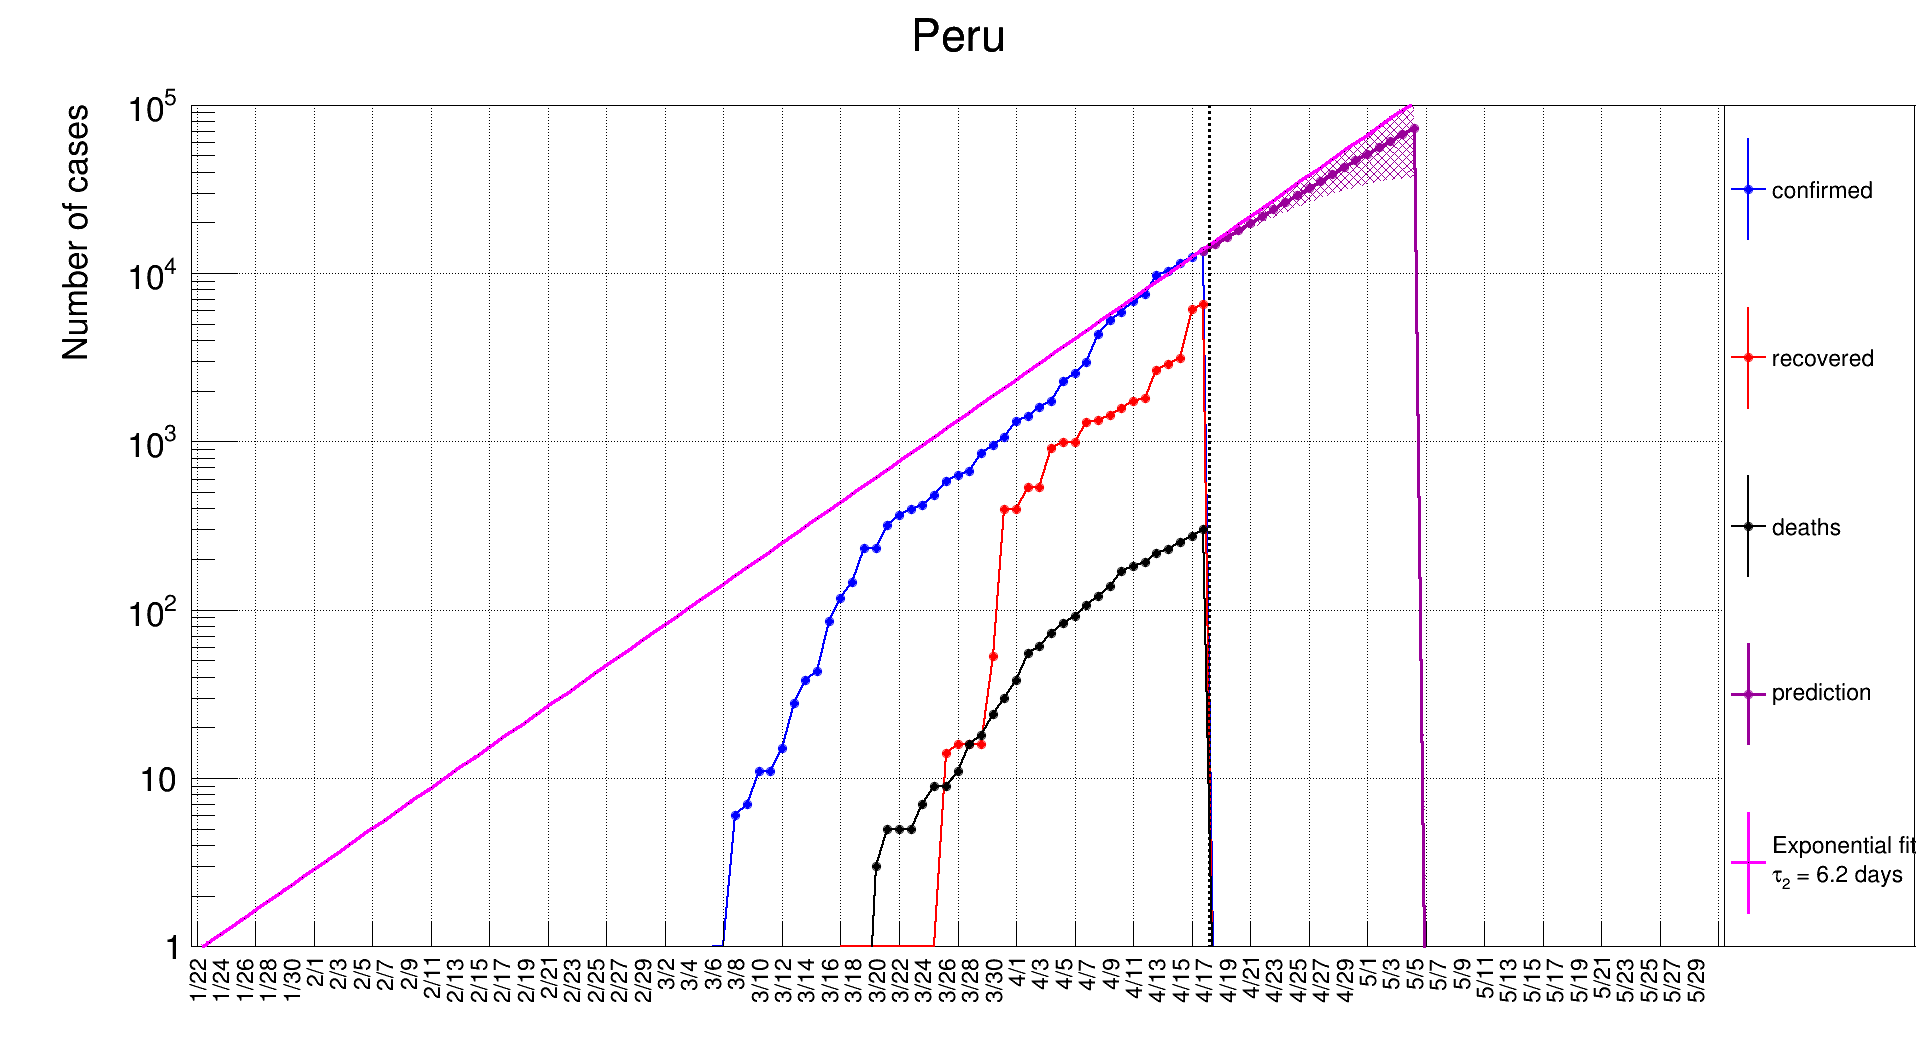 Peru
Number of cases
10^5
10^4
10^3
10^2
10
1
1/22 1/24 1/26 1/28 1/30 2/1 2/3 2/5 2/7 2/9 2/11 2/13 2/15 2/17 2/19 2/21 2/23 2/25 2/27 2/29 3/2 3/4 3/6 3/8 3/10 3/12 3/14 3/16 3/18 3/20 3/22 3/24 3/26 3/28 3/30 4/1 4/3 4/5 4/7 4/9 4/11 4/13 4/15 4/17 4/19 4/21 4/23 4/25 4/27 4/29 5/1 5/3 5/5 5/7 5/9 5/11 5/13 5/15 5/17 5/19 5/21 5/23 5/25 5/27 5/29
confirmed
recovered
deaths
prediction
Exponential fit
τ₂ = 6.2 days